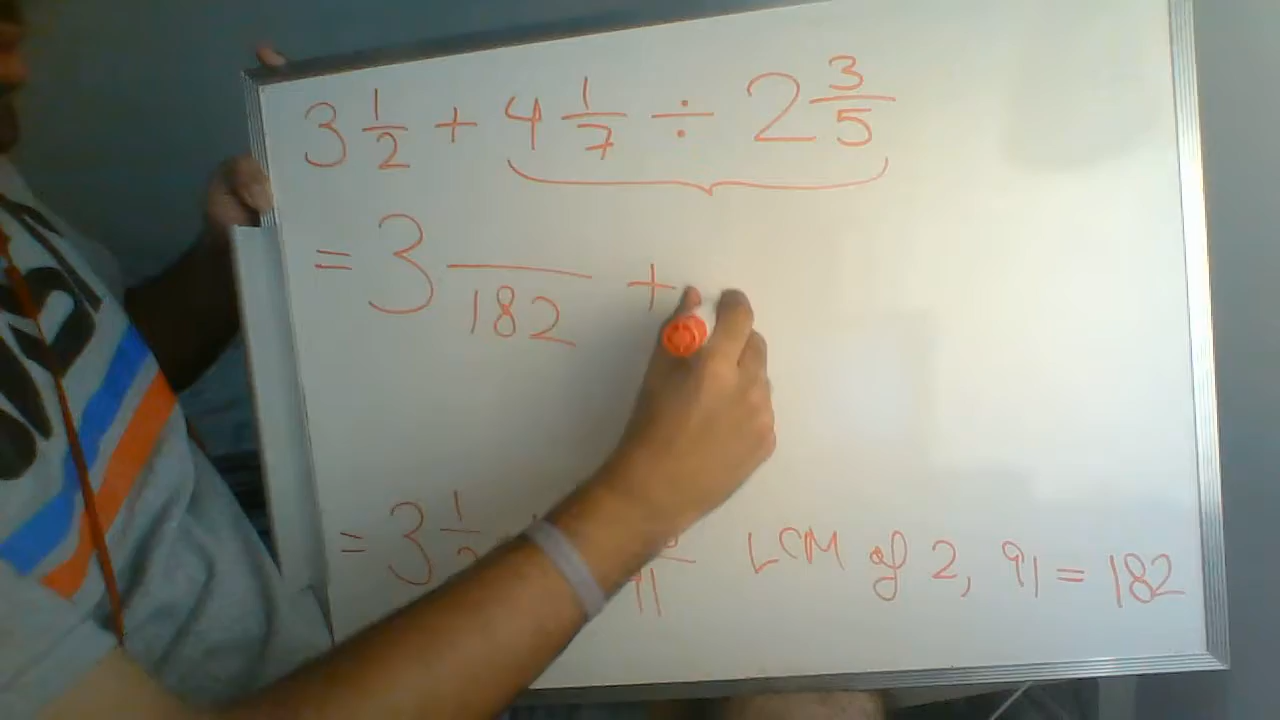 3 1/2 + 4 1/7 ÷ 2 3/5
= 3 —/182 +
= 3 1/2
LCM of 2, 91 = 182